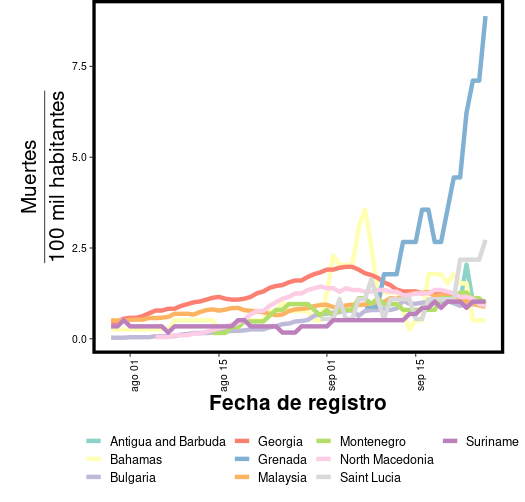 Muertes
100 mil habitantes
7.5
5.0
2.5
0.0
ago 01
ago 15
sep 01
sep 15
Fecha de registro
Antigua and Barbuda
Georgia
Montenegro
Suriname
Bahamas
Grenada
North Macedonia
Bulgaria
Malaysia
Saint Lucia